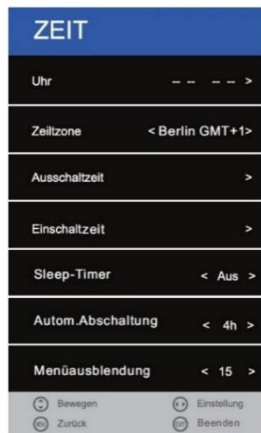 ZEIT
Uhr -- -- -- -- >
Zeiltzone < Berlin GMT+1>
Ausschaltzeit >
Einschaltzeit >
Sleep-Timer < Aus >
Autom.Abschaltung < 4h >
Menüausblendung < 15 >
Bewegen Einstellung
Zurück Beenden